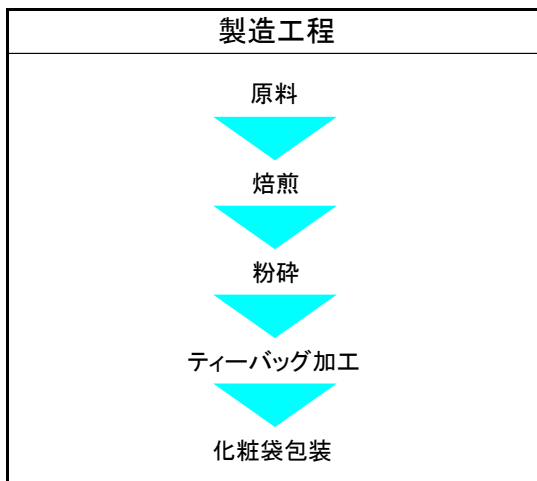 製造工程
原料
焙煎
粉砕
ティーバッグ加工
化粧袋包装